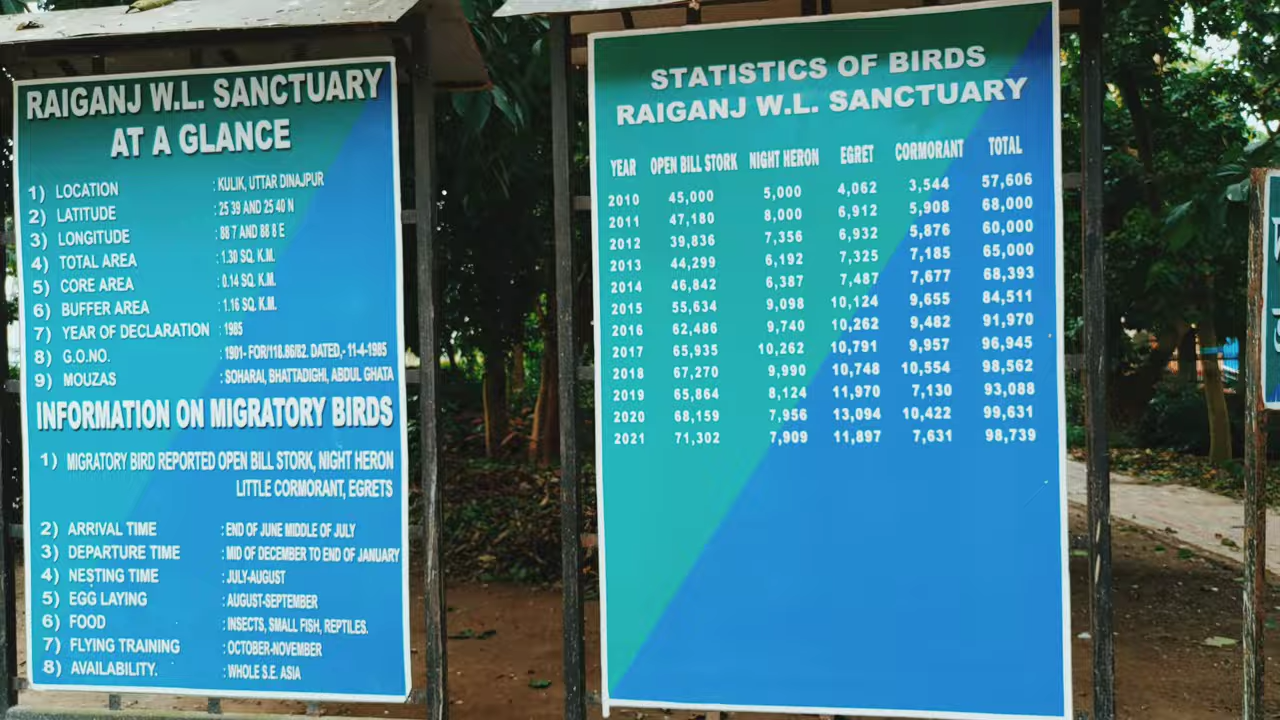 RAIGANJ W.L. SANCTUARY
AT A GLANCE
1) LOCATION : KULIK, UTTAR DINAJPUR
2) LATITUDE : 25 39 AND 25 40 N
3) LONGITUDE : 88 7 AND 88 8 E
4) TOTAL AREA : 1.30 SQ. K.M.
5) CORE AREA : 0.14 SQ. K.M.
6) BUFFER AREA : 1.16 SQ. K.M.
7) YEAR OF DECLARATION : 1985
8) G.O.NO. : 1901- FOR/11B.86/82. DATED,- 11-4-1985
9) MOUZAS : SOHARAI, BHATTADIGHI, ABDUL GHATA
INFORMATION ON MIGRATORY BIRDS
1) MIGRATORY BIRD REPORTED OPEN BILL STORK, NIGHT HERON
LITTLE CORMORANT, EGRETS
2) ARRIVAL TIME : END OF JUNE MIDDLE OF JULY
3) DEPARTURE TIME : MID OF DECEMBER TO END OF JANUARY
4) NESTING TIME : JULY-AUGUST
5) EGG LAYING : AUGUST-SEPTEMBER
6) FOOD : INSECTS, SMALL FISH, REPTILES.
7) FLYING TRAINING : OCTOBER-NOVEMBER
8) AVAILABILITY. : WHOLE S.E. ASIA
STATISTICS OF BIRDS
RAIGANJ W.L. SANCTUARY
YEAR OPEN BILL STORK NIGHT HERON EGRET CORMORANT TOTAL
2010 45,000 5,000 4,062 3,544 57,606
2011 47,180 8,000 6,912 5,908 68,000
2012 39,836 7,356 6,932 5,876 60,000
2013 44,299 6,192 7,325 7,185 65,000
2014 46,842 6,387 7,487 7,677 68,393
2015 55,634 9,098 10,124 9,655 84,511
2016 62,486 9,740 10,262 9,482 91,970
2017 65,935 10,262 10,791 9,957 96,945
2018 67,270 9,990 10,748 10,554 98,562
2019 65,864 8,124 11,970 7,130 93,088
2020 68,159 7,956 13,094 10,422 99,631
2021 71,302 7,909 11,897 7,631 98,739